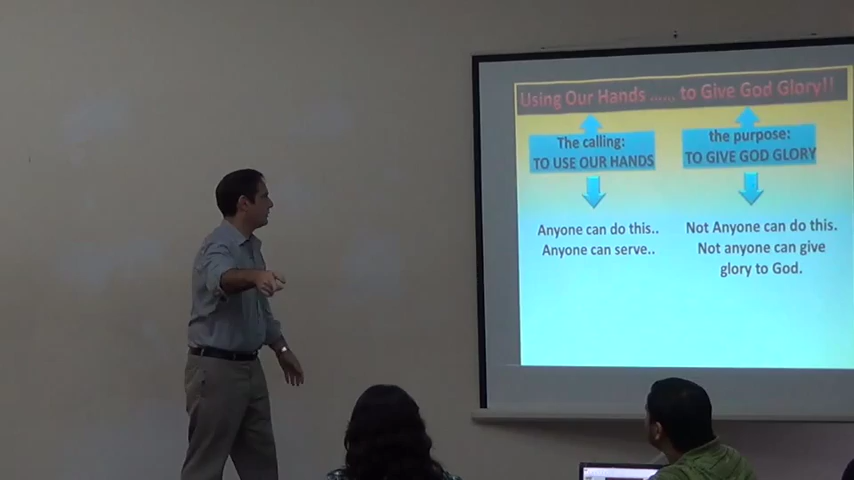 Using Our Hands ...... to Give God Glory!!
The calling:
TO USE OUR HANDS
the purpose:
TO GIVE GOD GLORY
Anyone can do this..
Anyone can serve..
Not Anyone can do this.
Not anyone can give
glory to God.